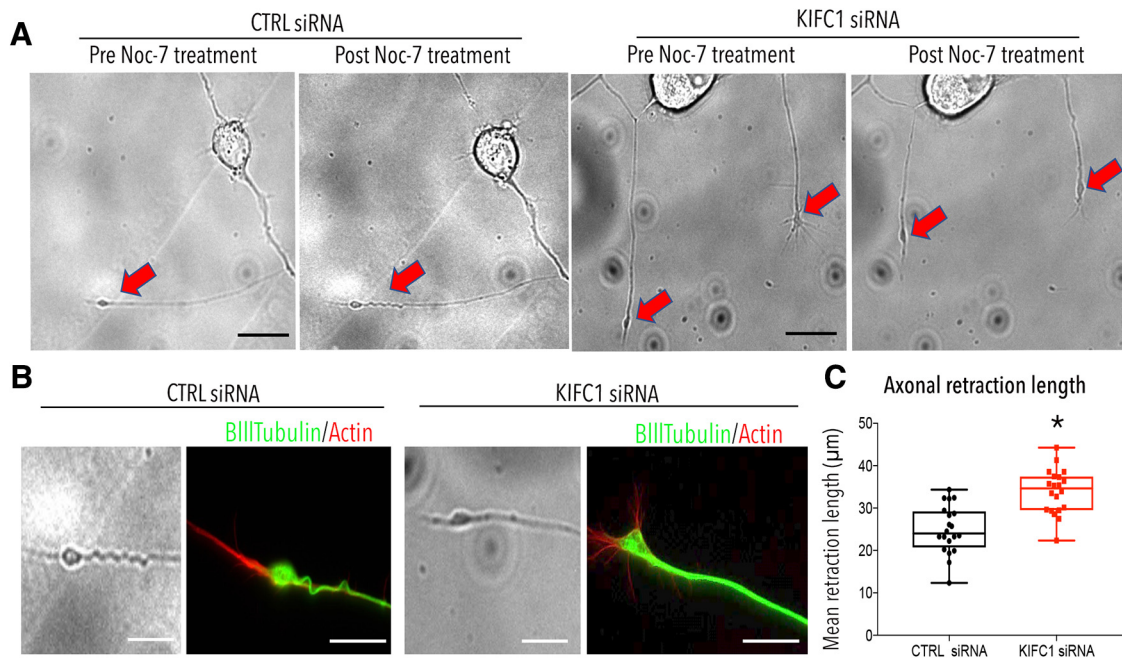 A
CTRL siRNA
KIFC1 siRNA
Pre Noc-7 treatment
Post Noc-7 treatment
Pre Noc-7 treatment
Post Noc-7 treatment
B
CTRL siRNA
KIFC1 siRNA
BIIITubulin/Actin
BIIITubulin/Actin
C
Axonal retraction length
*
Mean retraction length (μm)
50
40
30
20
10
0
CTRL siRNA
KIFC1 siRNA